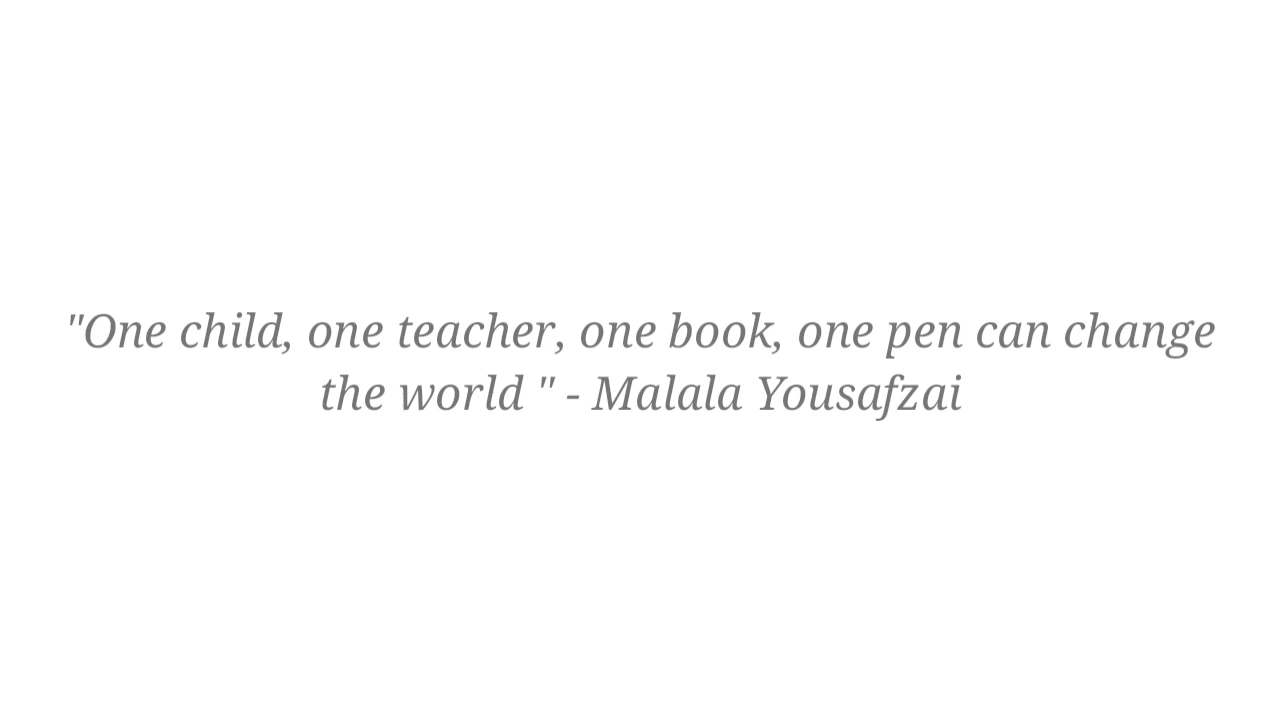 "One child, one teacher, one book, one pen can change
the world " - Malala Yousafzai